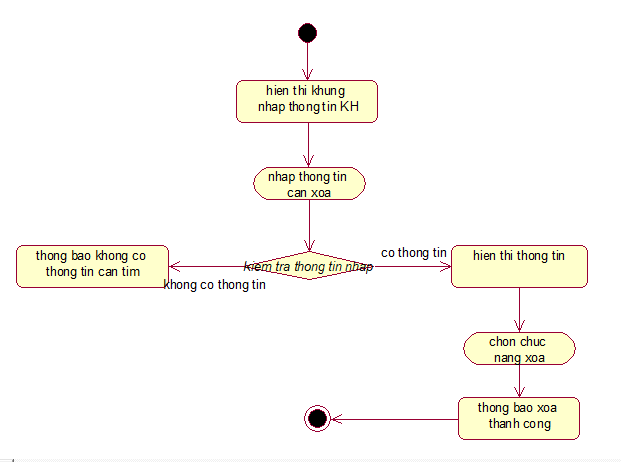 hien thi khung
nhap thong tin KH
nhap thong tin
can xoa
thong bao khong co
thong tin can tim
kiem tra thong tin nhap
co thong tin
hien thi thong tin
khong co thong tin
chon chuc
nang xoa
thong bao xoa
thanh cong